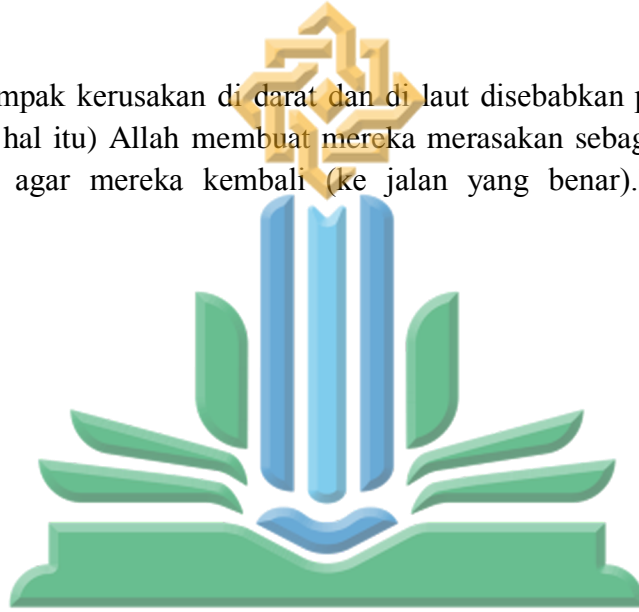 mpak kerusakan di darat dan di laut disebabkan p
hal itu) Allah membuat mereka merasakan sebag
agar mereka kembali (ke jalan yang benar).